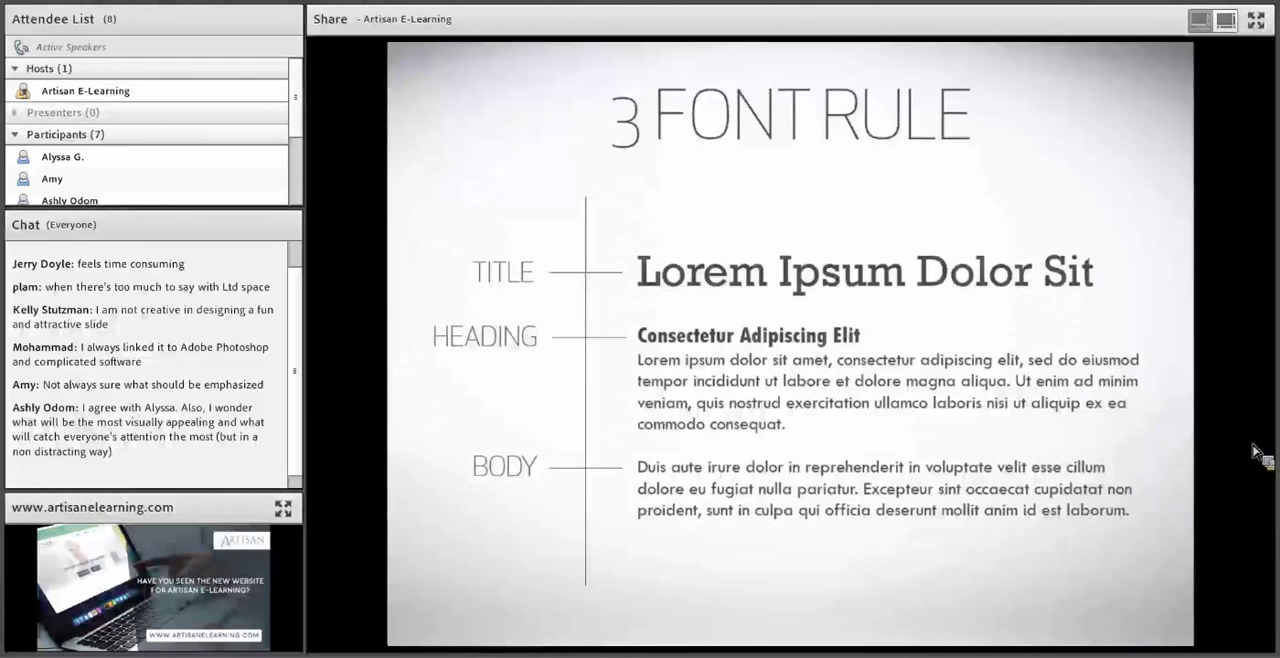 Attendee List (8)
Active Speakers
Hosts (1)
Artisan E-Learning
Presenters (0)
Participants (7)
Alyssa G.
Amy
Ashly Odom
Chat (Everyone)
Jerry Doyle: feels time consuming
plam: when there's too much to say with Ltd space
Kelly Stutzman: I am not creative in designing a fun
and attractive slide
Mohammad: I always linked it to Adobe Photoshop
and complicated software
Amy: Not always sure what should be emphasized
Ashly Odom: I agree with Alyssa. Also, I wonder
what will be the most visually appealing and what
will catch everyone's attention the most (but in a
non distracting way)
www.artisanelearning.com
ARTISAN
HAVE YOU SEEN THE NEW WEBSITE
FOR ARTISAN E-LEARNING?
WWW.ARTISANELEARNING.COM
Share - Artisan E-Learning
3 FONT RULE
TITLE
Lorem Ipsum Dolor Sit
HEADING
Consectetur Adipiscing Elit
Lorem ipsum dolor sit amet, consectetur adipiscing elit, sed do eiusmod
tempor incididunt ut labore et dolore magna aliqua. Ut enim ad minim
veniam, quis nostrud exercitation ullamco laboris nisi ut aliquip ex ea
commodo consequat.
BODY
Duis aute irure dolor in reprehenderit in voluptate velit esse cillum
dolore eu fugiat nulla pariatur. Excepteur sint occaecat cupidatat non
proident, sunt in culpa qui officia deserunt mollit anim id est laborum.